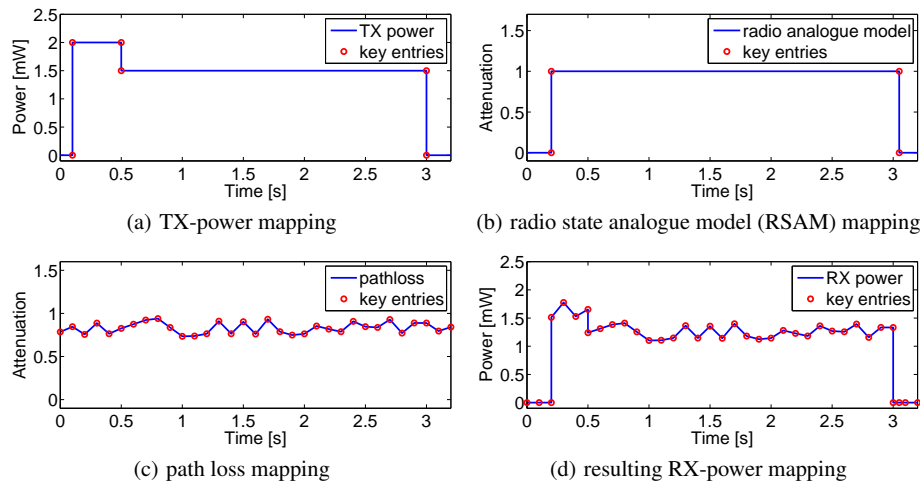 2.5
2
1.5
1
0.5
0
Power [mW]
TX power
key entries
0 0.5 1 1.5 2 2.5 3
Time [s]
(a) TX-power mapping
1.5
1
0.5
0
Attenuation
radio analogue model
key entries
0 0.5 1 1.5 2 2.5 3
Time [s]
(b) radio state analogue model (RSAM) mapping
1.5
1
0.5
0
Attenuation
pathloss
key entries
0 0.5 1 1.5 2 2.5 3
Time [s]
(c) path loss mapping
2.5
2
1.5
1
0.5
0
Power [mW]
RX power
key entries
0 0.5 1 1.5 2 2.5 3
Time [s]
(d) resulting RX-power mapping